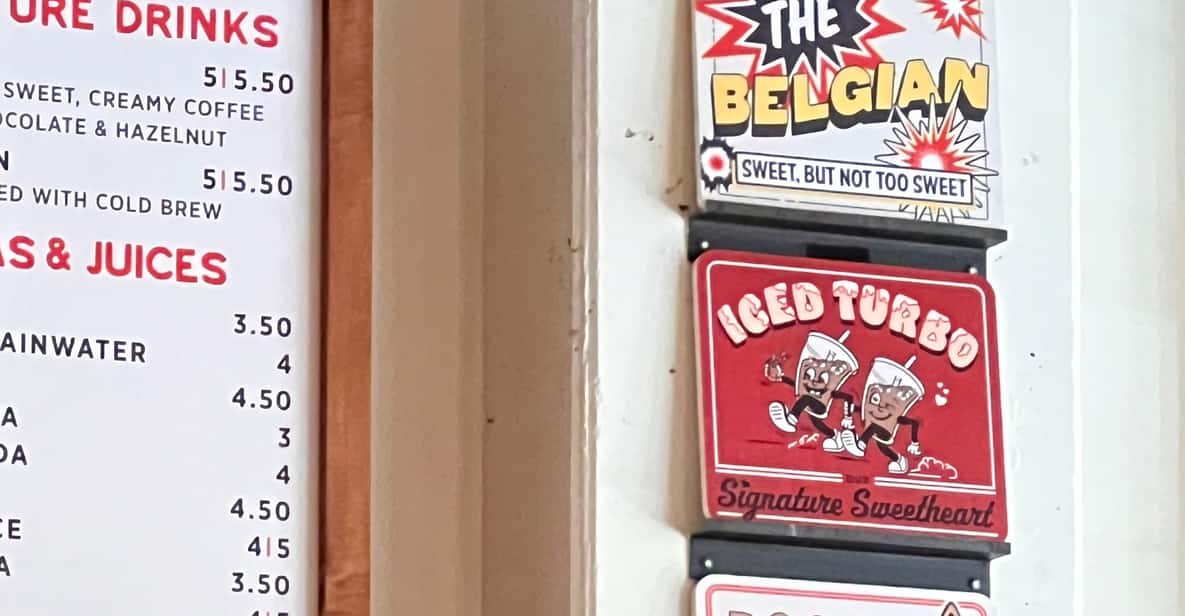 URE DRINKS
5|5.50
SWEET, CREAMY COFFEE
OCOLATE & HAZELNUT
N
5|5.50
ED WITH COLD BREW
AS & JUICES
3.50
AINWATER
4
4.50
A
3
DA
4
4.50
CE
4|5
A
3.50
THE
BELGIAN
SWEET, BUT NOT TOO SWEET
ICED TURBO
Signature Sweetheart